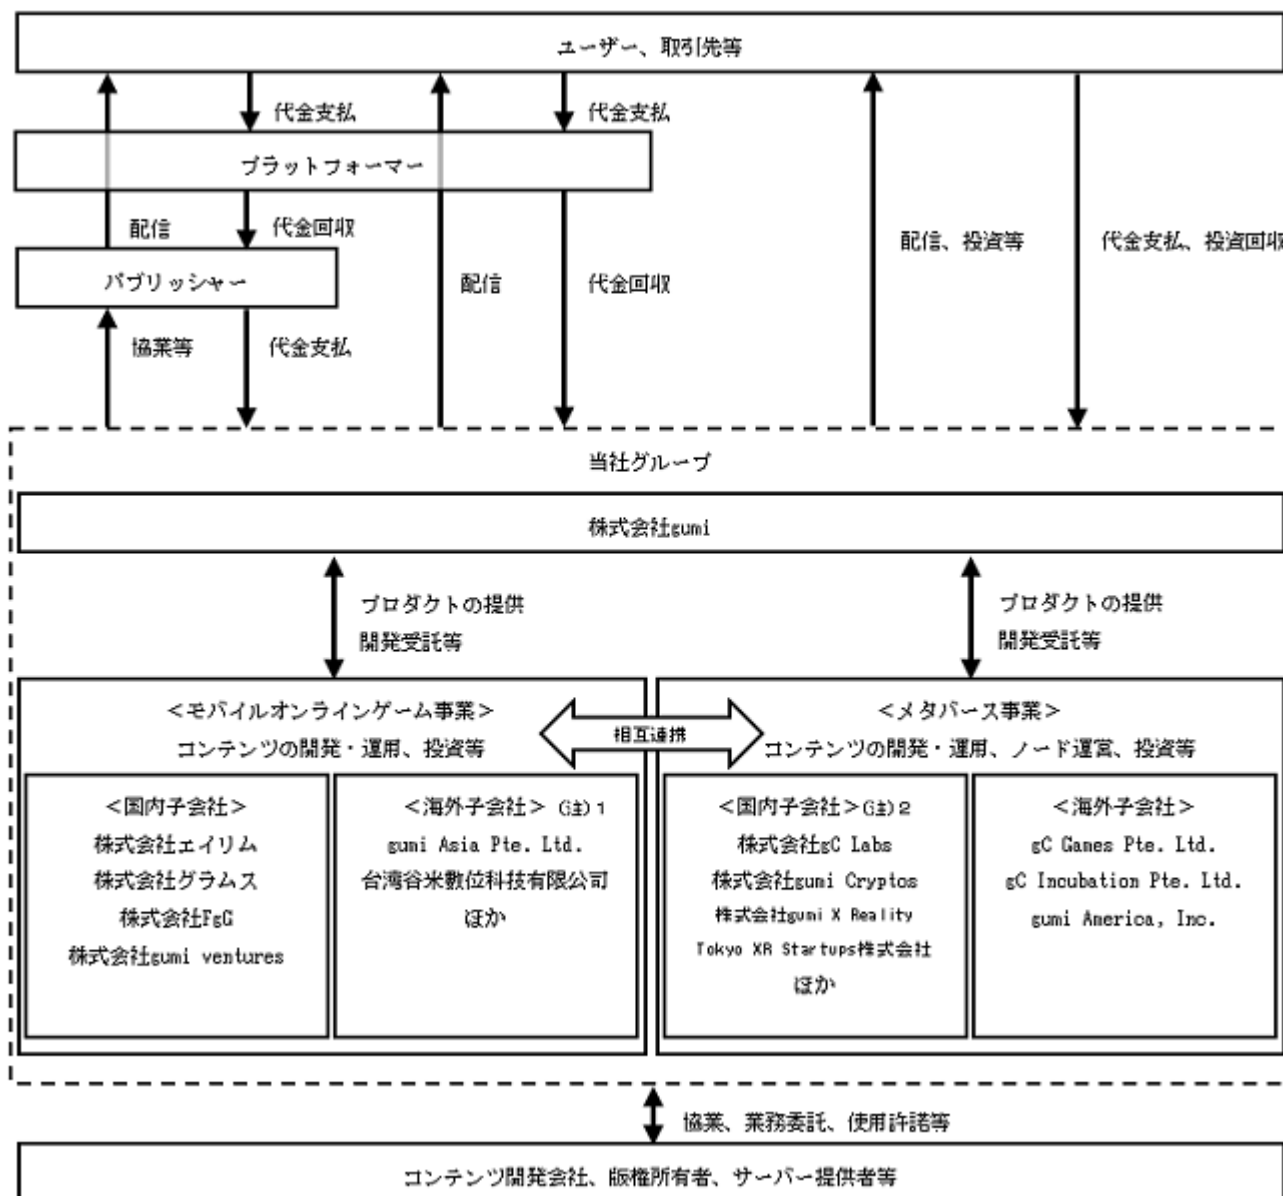 ユーザー、取引先等
代金支払
代金支払
プラットフォーマー
配信
代金回収
配信、投資等
代金支払、投資回収
パブリッシャー
配信
代金回収
協業等
代金支払
当社グループ
株式会社gumi
プロダクトの提供
開発受託等
プロダクトの提供
開発受託等
＜モバイルオンラインゲーム事業＞
コンテンツの開発・運用、投資等
相互連携
＜メタバース事業＞
コンテンツの開発・運用、ノード運営、投資等
＜国内子会社＞
株式会社エイリム
株式会社グラムス
株式会社FgG
株式会社gumi ventures
＜海外子会社＞（注）1
gumi Asia Pte. Ltd.
台湾谷米數位科技有限公司
ほか
＜国内子会社＞（注）2
株式会社gC Labs
株式会社gumi Cryptos
株式会社gumi X Reality
Tokyo XR Startups株式会社
ほか
＜海外子会社＞
gC Games Pte. Ltd.
gC Incubation Pte. Ltd.
gumi America, Inc.
協業、業務委託、使用許諾等
コンテンツ開発会社、版権所有者、サーバー提供者等